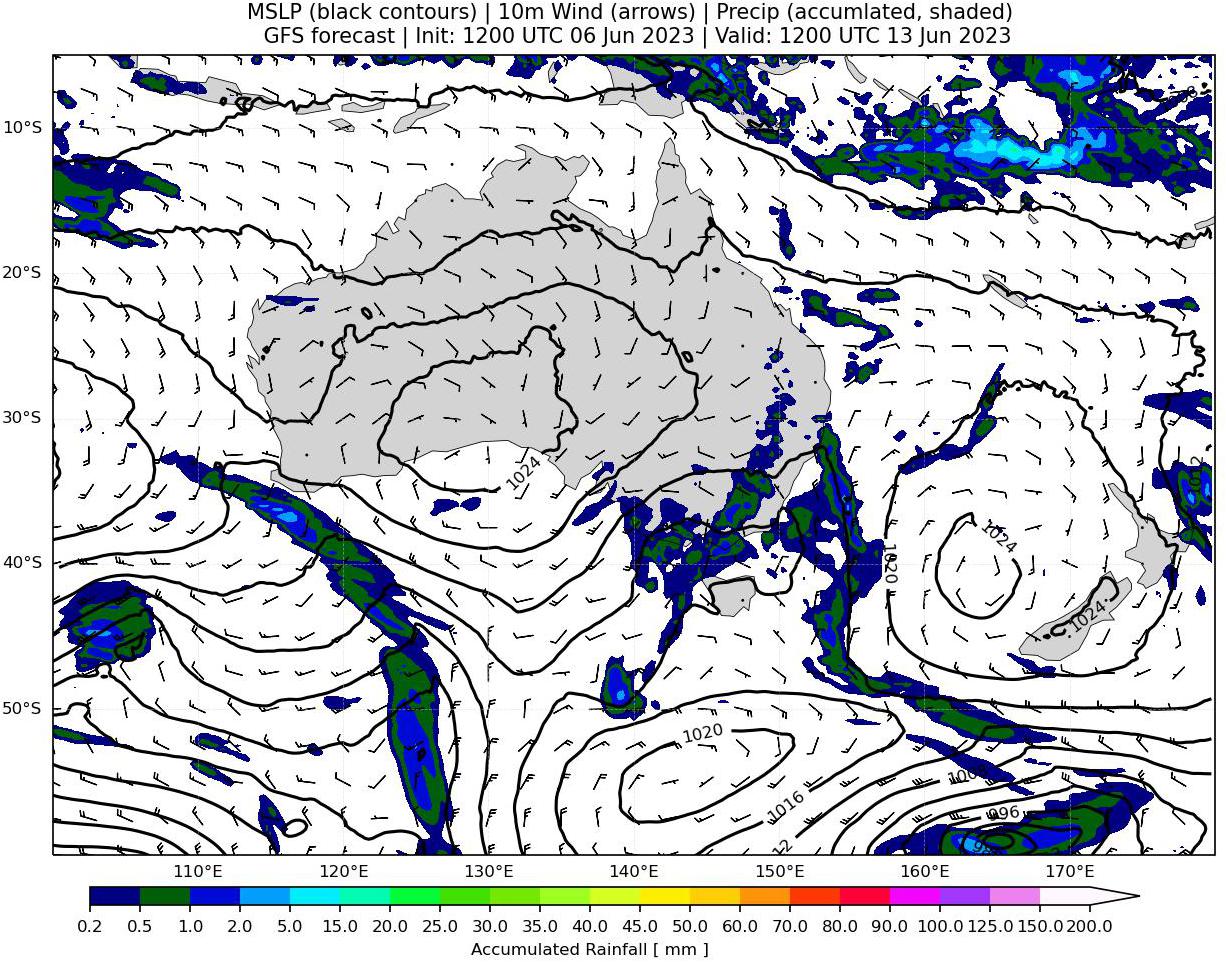 MSLP (black contours) | 10m Wind (arrows) | Precip (accumlated, shaded)
GFS forecast | Init: 1200 UTC 06 Jun 2023 | Valid: 1200 UTC 13 Jun 2023
10°S
20°S
30°S
1024
1012
1024
40°S
1020
1024
50°S
1020
1016
996
12
110°E 120°E 130°E 140°E 150°E 160°E 170°E
0.2 0.5 1.0 2.0 5.0 15.0 20.0 25.0 30.0 35.0 40.0 45.0 50.0 60.0 70.0 80.0 90.0 100.0 125.0 150.0 200.0
Accumulated Rainfall [ mm ]